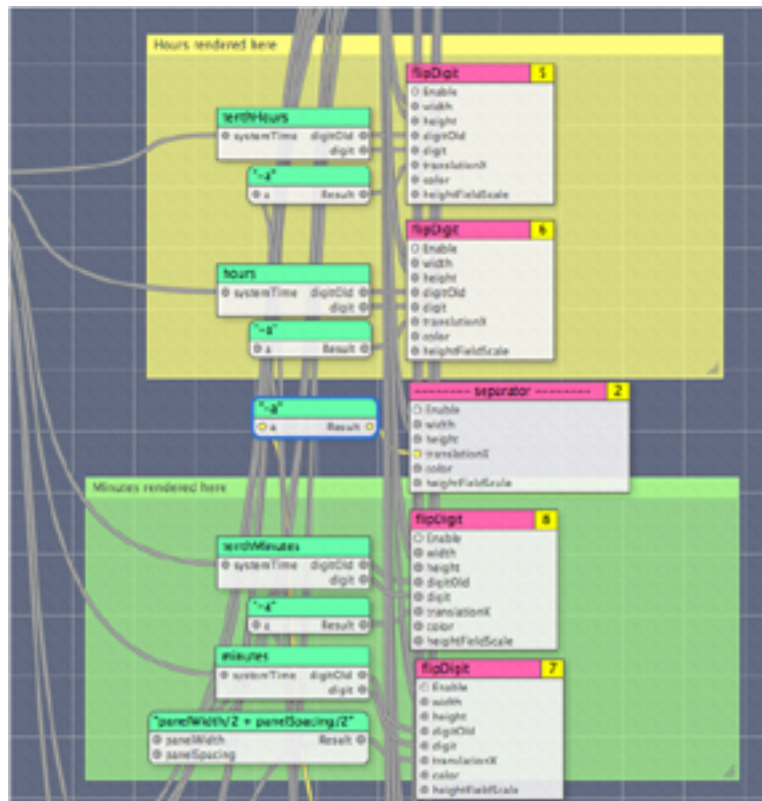 Hours rendered here
flipDigit 5
Enable
width
height
digitOld
digit
translationX
color
heightFieldScale
tenthHours
systemTime digitOld
digit
"-a"
a Result
flipDigit 6
Enable
width
height
digitOld
digit
translationX
color
heightFieldScale
hours
systemTime digitOld
digit
"-a"
a Result
--------- separator --------- 2
Enable
width
height
translationX
color
heightFieldScale
"-a"
a Result
Minutes rendered here
flipDigit 8
Enable
width
height
digitOld
digit
translationX
color
heightFieldScale
tenthMinutes
systemTime digitOld
digit
"-a"
a Result
flipDigit 7
Enable
width
height
digitOld
digit
translationX
color
heightFieldScale
minutes
systemTime digitOld
digit
"panelWidth/2 + panelSpacing/2"
panelWidth Result
panelSpacing